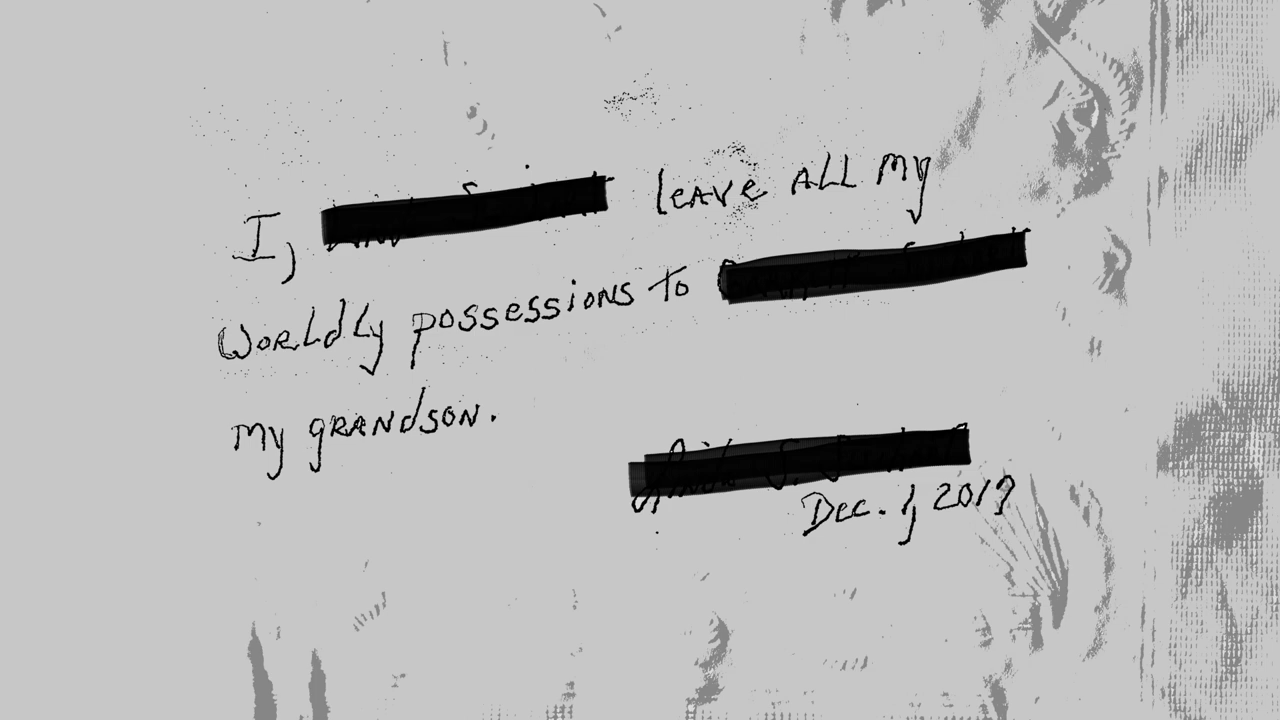 I, leave all my
worldly possessions to
my grandson.
Dec. 1, 2019